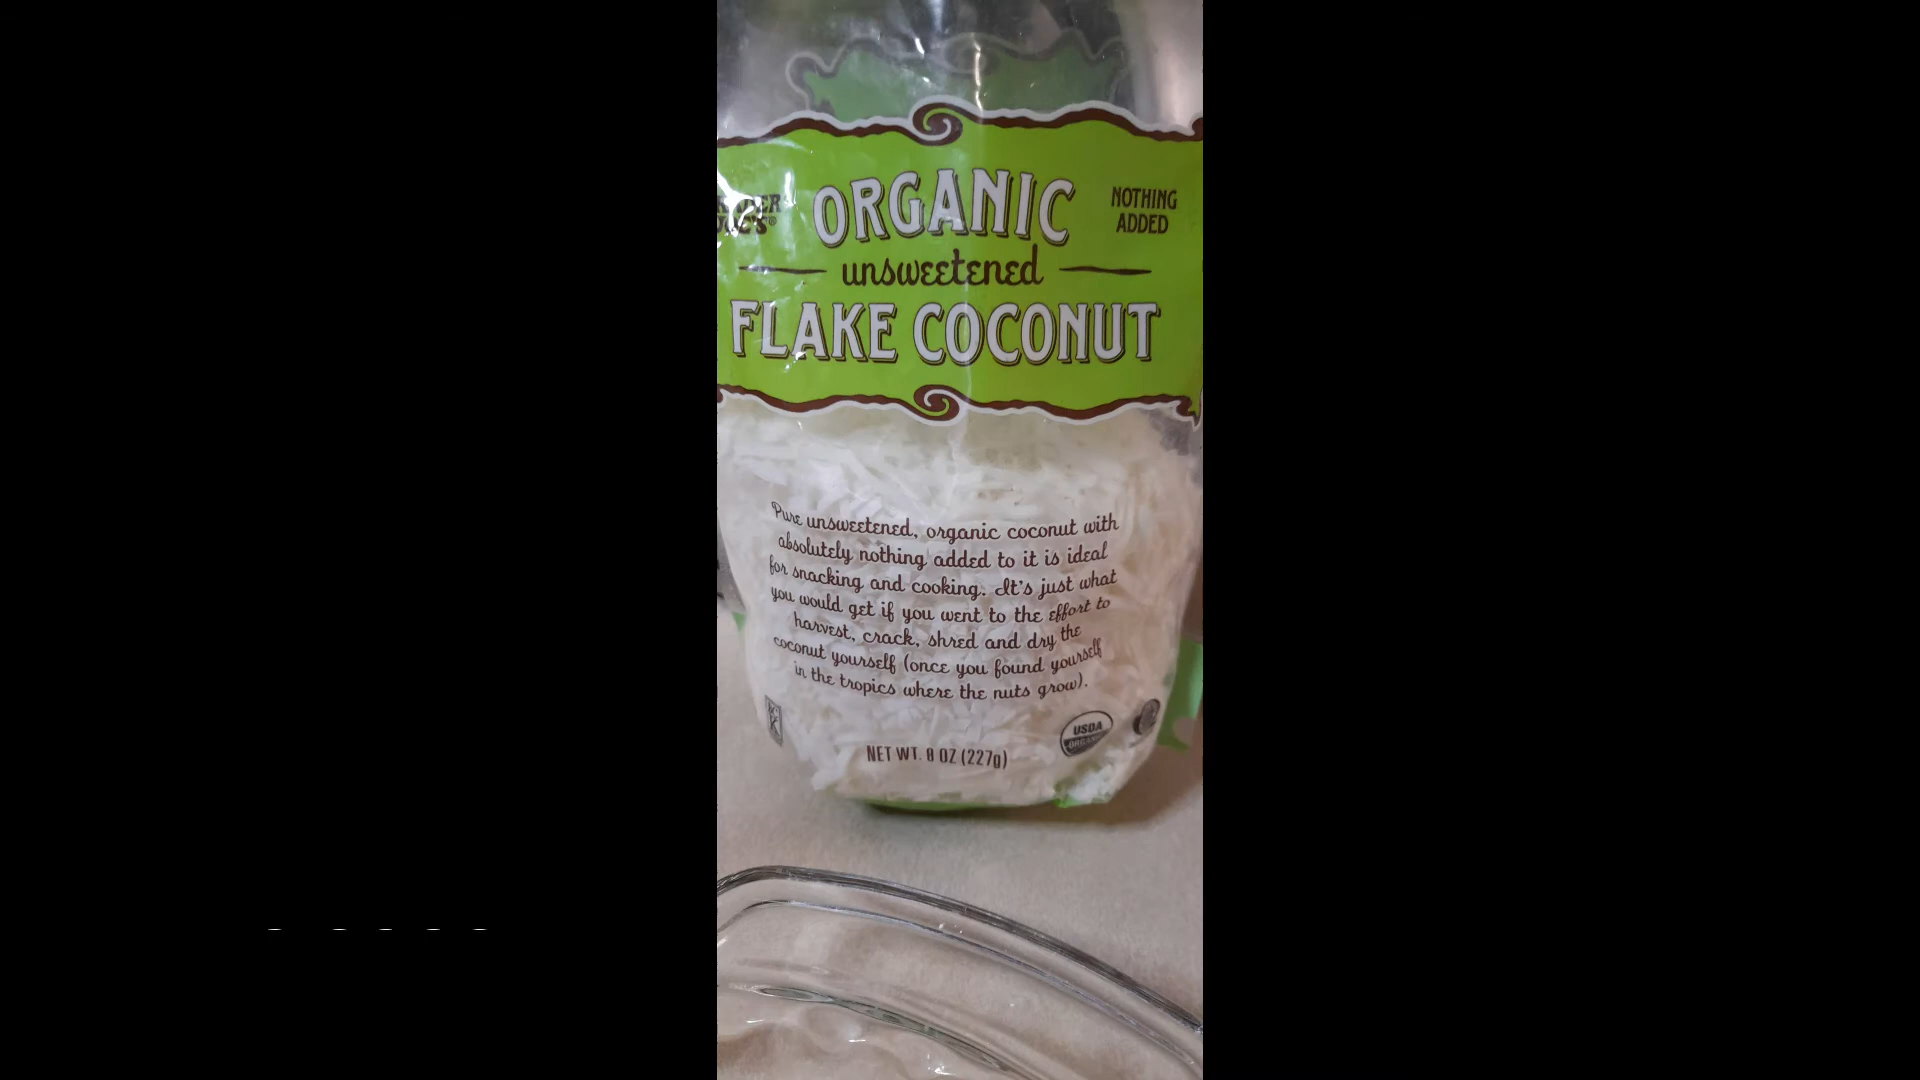 JOE'S®
ORGANIC
NOTHING
ADDED
unsweetened
FLAKE COCONUT
Pure unsweetened, organic coconut with
absolutely nothing added to it is ideal
for snacking and cooking. It's just what
you would get if you went to the effort to
harvest, crack, shred and dry the
coconut yourself (once you found yourself
in the tropics where the nuts grow).
USDA
ORGANIC
NET WT. 8 OZ (227g)